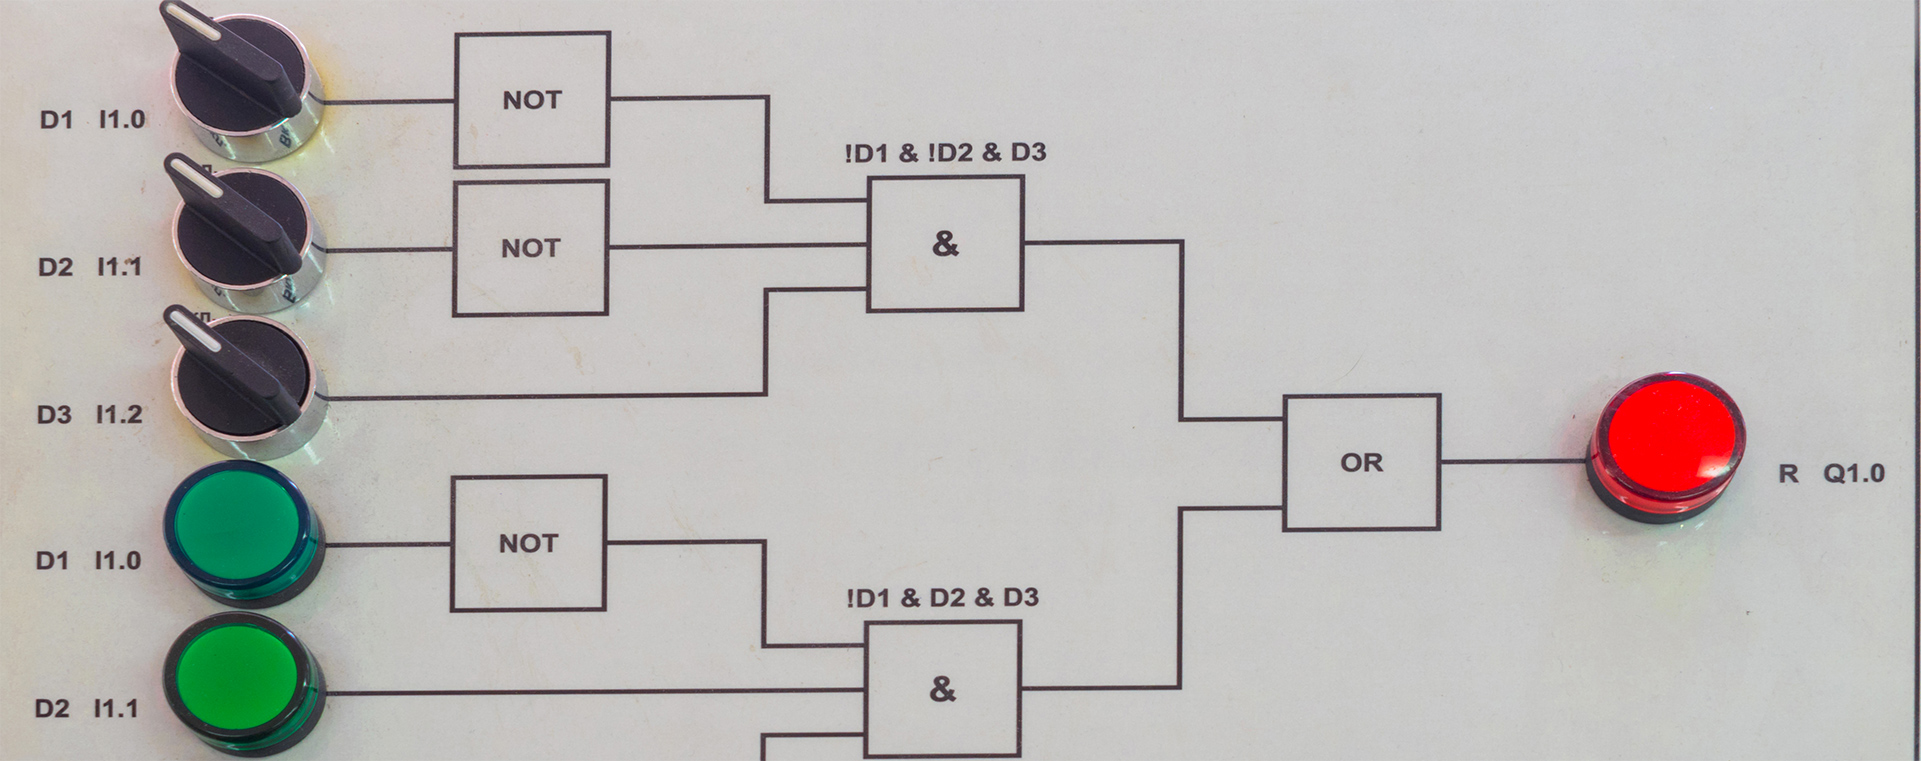 D1 I1.0
NOT
!D1 & !D2 & D3
D2 I1.1
NOT
&
D3 I1.2
OR
R Q1.0
D1 I1.0
NOT
!D1 & D2 & D3
D2 I1.1
&